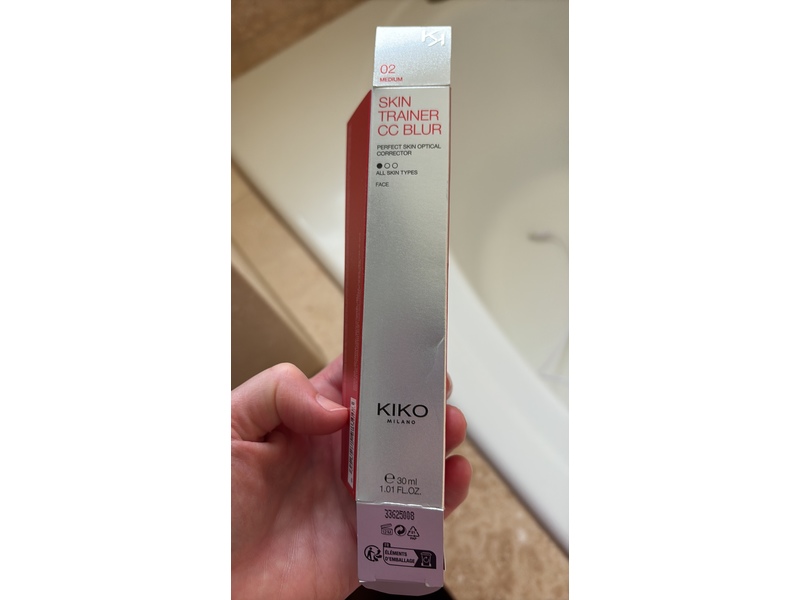 02
MEDIUM
SKIN
TRAINER
CC BLUR
PERFECT SKIN OPTICAL
CORRECTOR
ALL SKIN TYPES
FACE
KIKO
MILANO
e 30 ml
1.01 FL.OZ.
FR
ÉLÉMENTS
D'EMBALLAGE